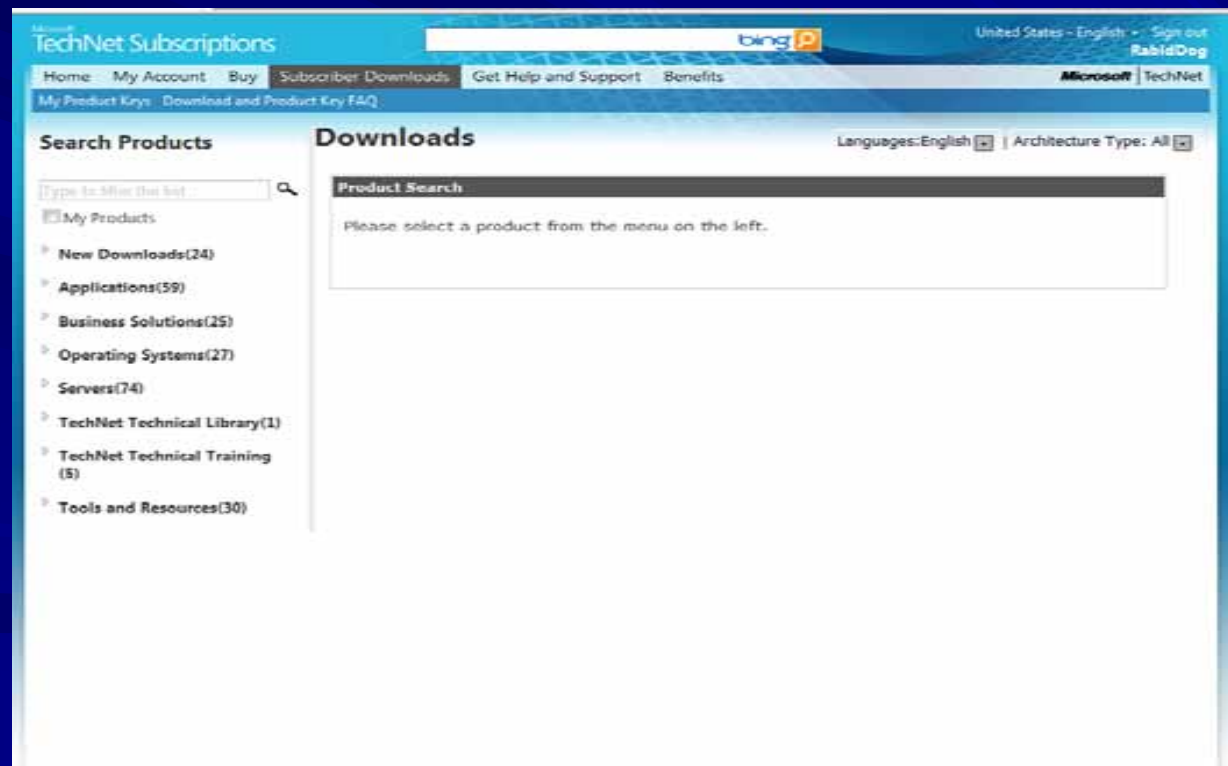 Microsoft
TechNet Subscriptions
bing
United States - English Sign out
RabidDog
Home My Account Buy Subscriber Downloads Get Help and Support Benefits
Microsoft | TechNet
My Product Keys Download and Product Key FAQ
Search Products
Downloads
Languages:English | Architecture Type: All
Type to filter the list
My Products
Product Search
Please select a product from the menu on the left.
New Downloads(24)
Applications(59)
Business Solutions(25)
Operating Systems(27)
Servers(74)
TechNet Technical Library(1)
TechNet Technical Training
(5)
Tools and Resources(30)